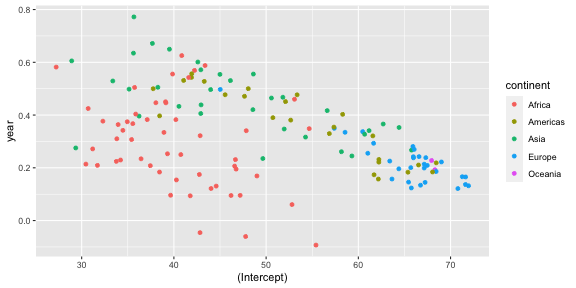 0.8
0.6
0.4
0.2
0.0
year
30
40
50
60
70
(Intercept)
continent
Africa
Americas
Asia
Europe
Oceania